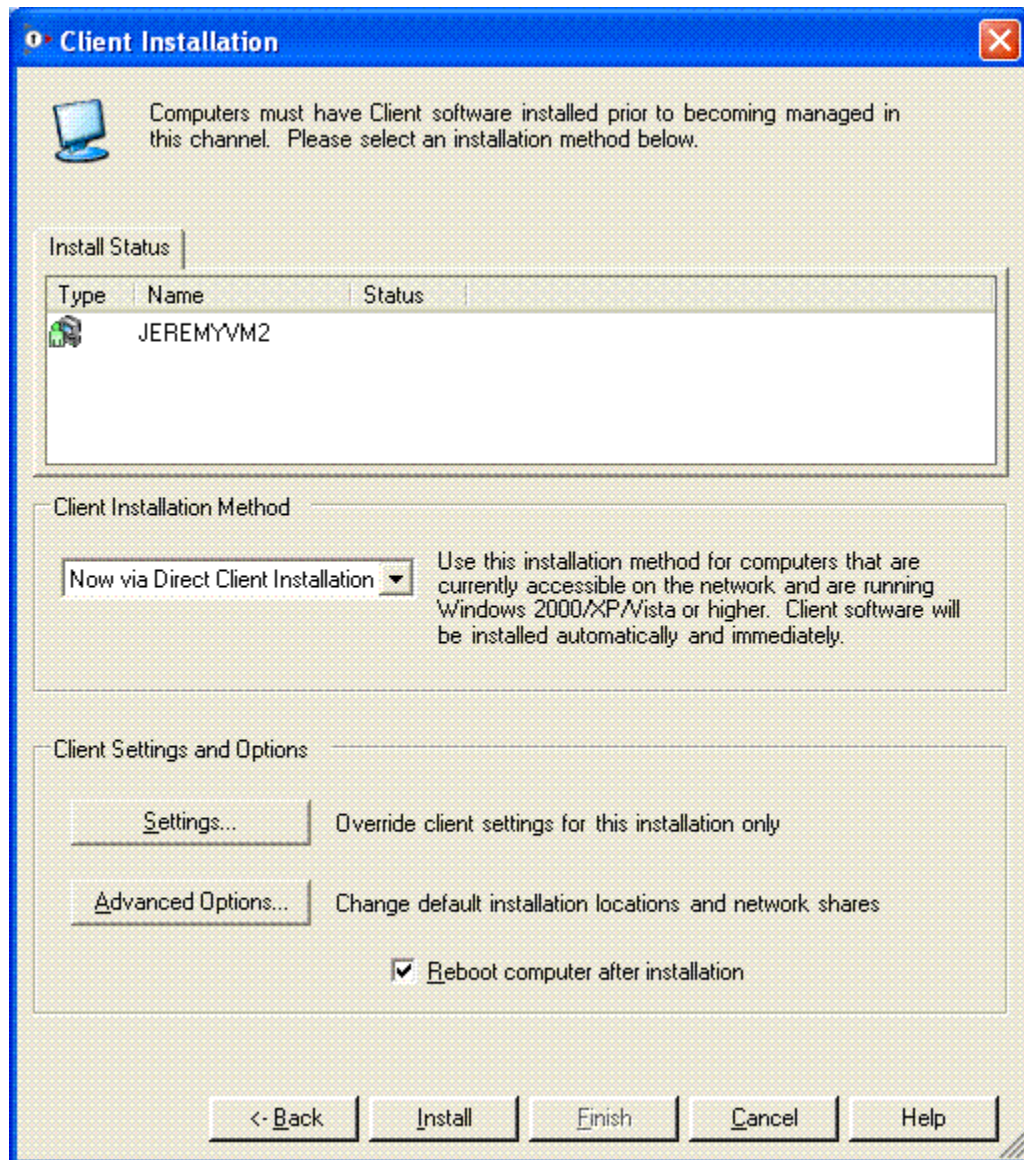 Client Installation
Computers must have Client software installed prior to becoming managed in
this channel. Please select an installation method below.
Install Status
Type Name Status
JEREMYVM2
Client Installation Method
Now via Direct Client Installation
Use this installation method for computers that are
currently accessible on the network and are running
Windows 2000/XP/Vista or higher. Client software will
be installed automatically and immediately.
Client Settings and Options
Settings... Override client settings for this installation only
Advanced Options... Change default installation locations and network shares
Reboot computer after installation
<- Back Install Finish Cancel Help